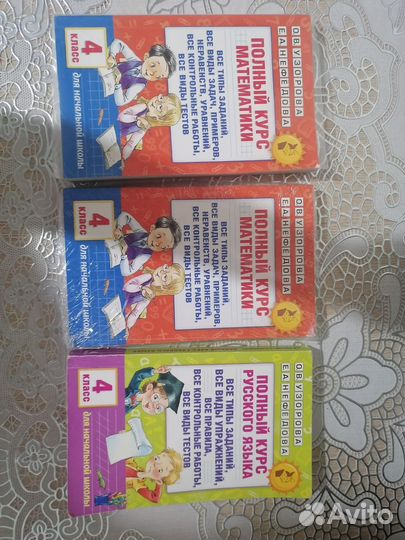 О.В. УЗОРОВА
Е.А. НЕФЕДОВА
ПОЛНЫЙ КУРС
МАТЕМАТИКИ
ВСЕ ТИПЫ ЗАДАНИЙ,
ВСЕ ВИДЫ ЗАДАЧ, ПРИМЕРОВ,
НЕРАВЕНСТВ, УРАВНЕНИЙ,
ВСЕ КОНТРОЛЬНЫЕ РАБОТЫ,
ВСЕ ВИДЫ ТЕСТОВ
4
КЛАСС
для начальной школы
О.В. УЗОРОВА
Е.А. НЕФЕДОВА
ПОЛНЫЙ КУРС
МАТЕМАТИКИ
ВСЕ ТИПЫ ЗАДАНИЙ,
ВСЕ ВИДЫ ЗАДАЧ, ПРИМЕРОВ,
НЕРАВЕНСТВ, УРАВНЕНИЙ,
ВСЕ КОНТРОЛЬНЫЕ РАБОТЫ,
ВСЕ ВИДЫ ТЕСТОВ
4
КЛАСС
для начальной школы
О.В. УЗОРОВА
Е.А. НЕФЕДОВА
ПОЛНЫЙ КУРС
РУССКОГО ЯЗЫКА
ВСЕ ТИПЫ ЗАДАНИЙ,
ВСЕ ВИДЫ УПРАЖНЕНИЙ,
ВСЕ ПРАВИЛА,
ВСЕ КОНТРОЛЬНЫЕ РАБОТЫ,
ВСЕ ВИДЫ ТЕСТОВ
4
КЛАСС
для начальной школы
Avito